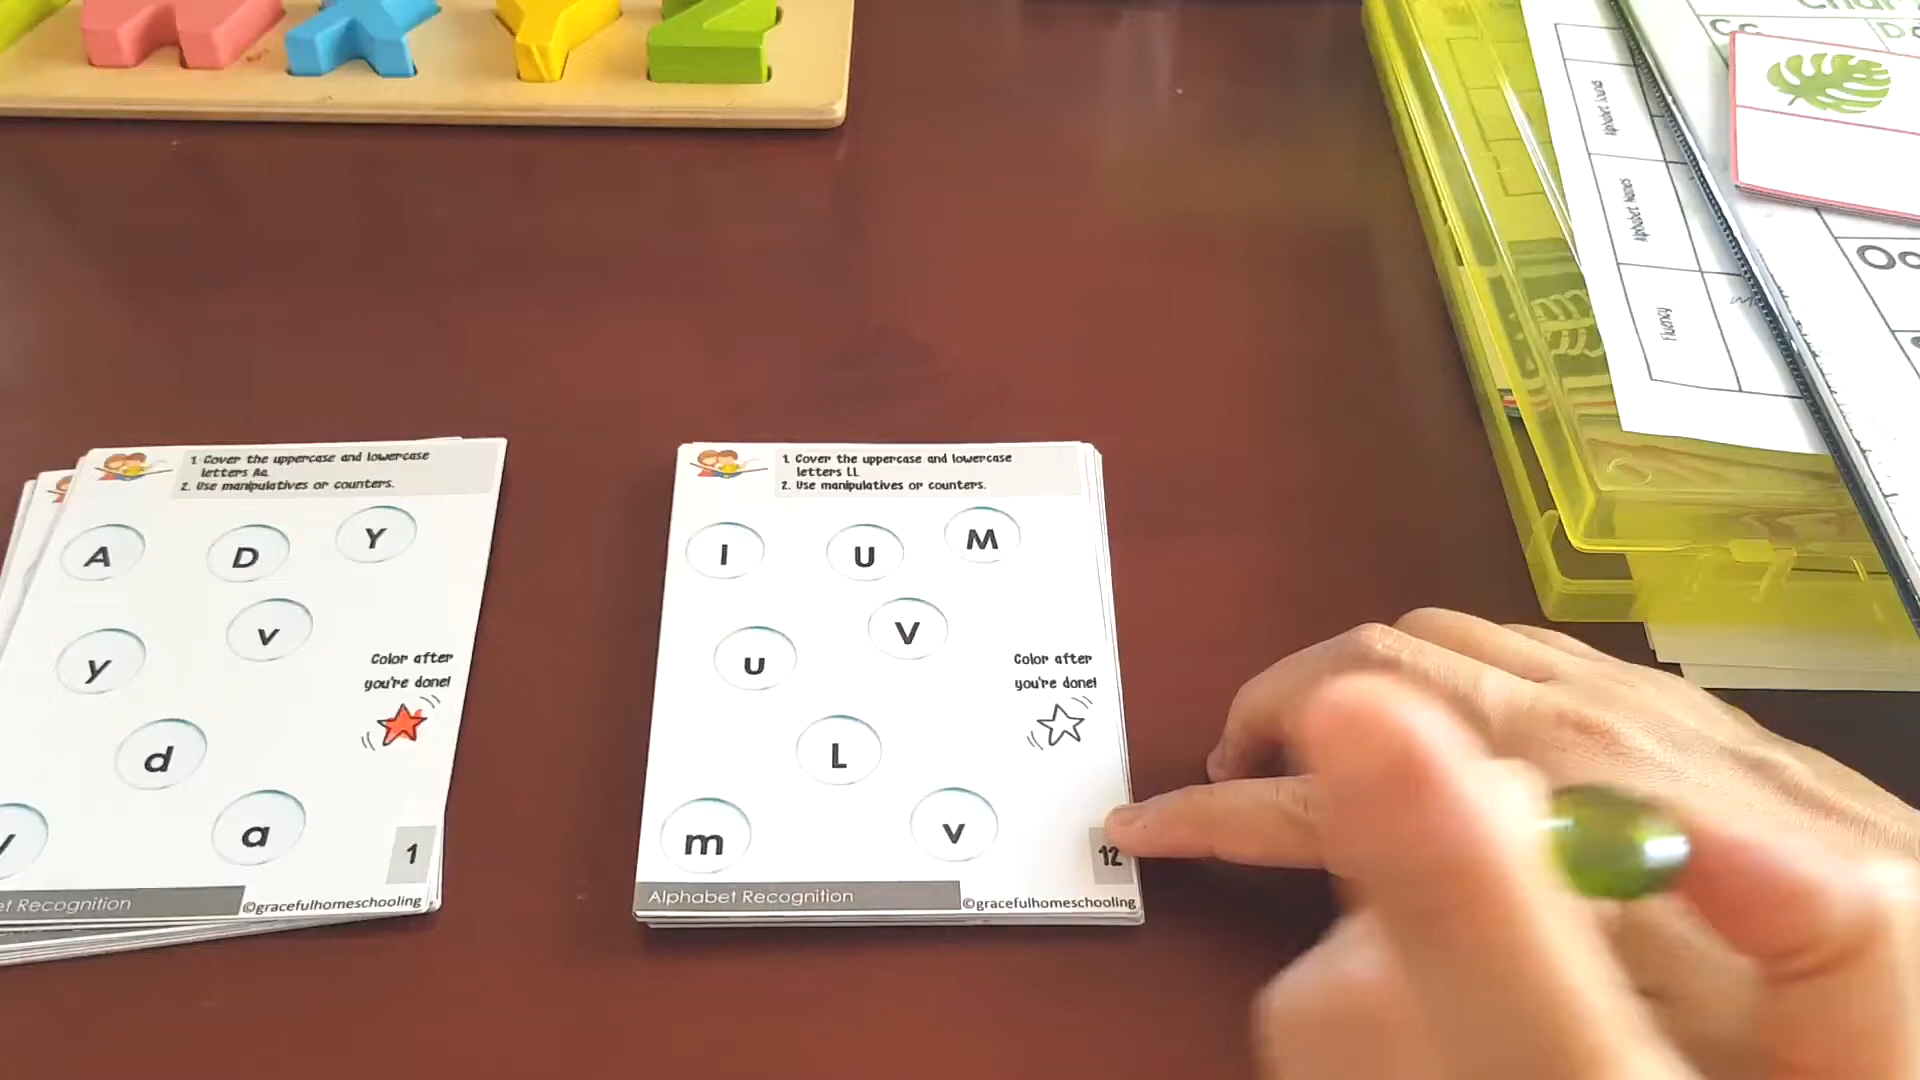 1. Cover the uppercase and lowercase
letters Aa.
2. Use manipulatives or counters.
A
D
Y
v
y
Color after
you're done!
d
a
1
Recognition
©gracefulhomeschooling
1. Cover the uppercase and lowercase
letters Ll
2. Use manipulatives or counters.
l
U
M
V
u
Color after
you're done!
L
m
v
12
Alphabet Recognition
©gracefulhomeschooling
X
Y
Z
Alphabet Sounds
Alphabet Names
Fluency
Cc